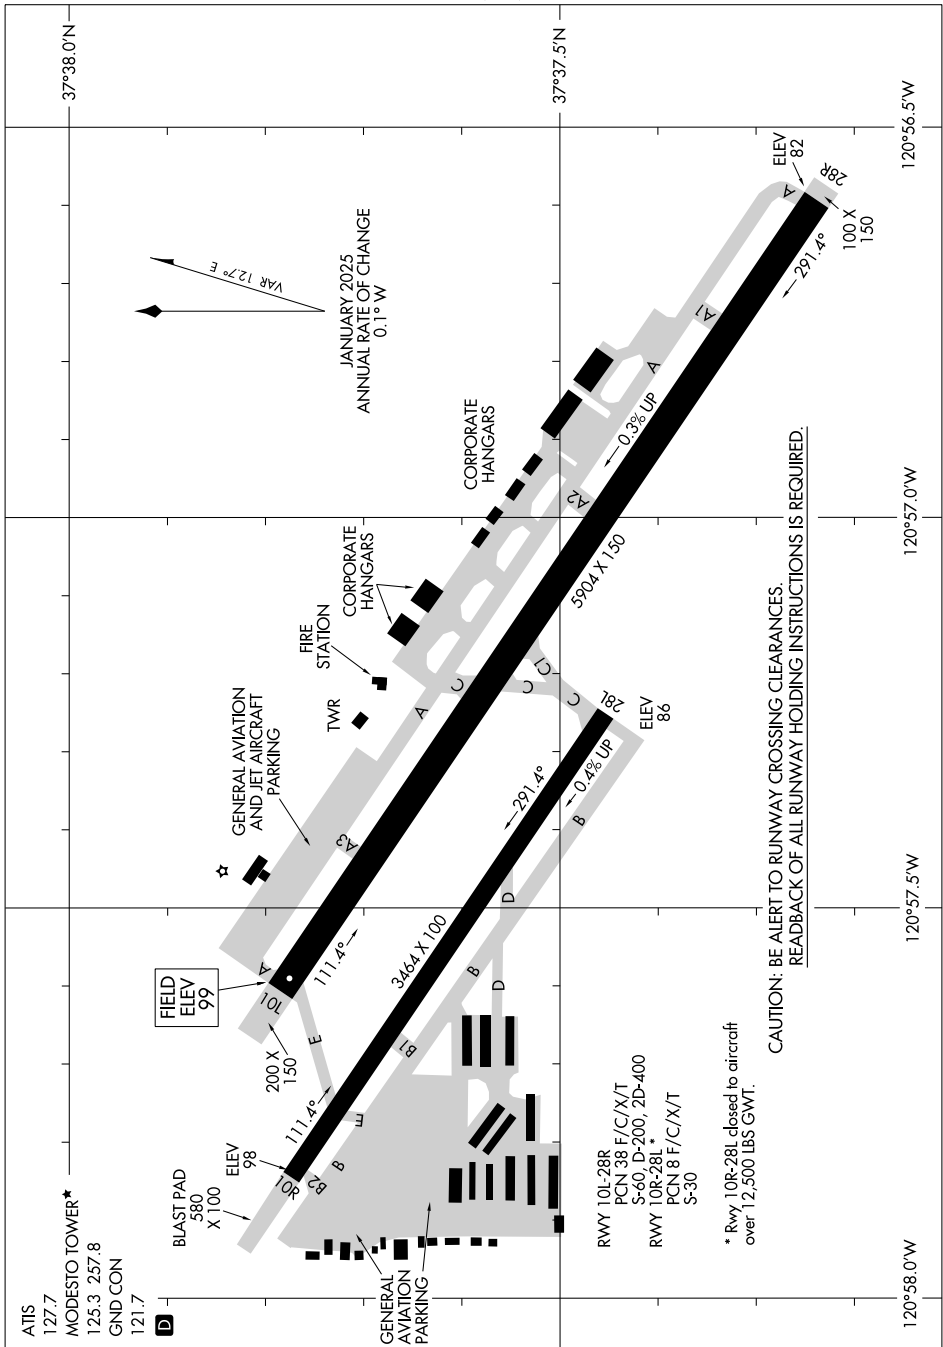 ATIS
127.7
MODESTO TOWER★
125.3 257.8
GND CON
121.7
D
37°38.0'N
37°37.5'N
120°56.5'W
120°57.0'W
120°57.5'W
120°58.0'W
VAR 12.7° E
JANUARY 2025
ANNUAL RATE OF CHANGE
0.1° W
FIELD
ELEV
99
GENERAL AVIATION
AND JET AIRCRAFT
PARKING
TWR
FIRE
STATION
CORPORATE
HANGARS
CORPORATE
HANGARS
ELEV
82
28R
100 X
150
291.4°
A
A1
A
0.3% UP
A2
5904 X 150
C
C1
C
C
A
A3
A
10L
111.4°
200 X
150
E
E
BLAST PAD
580
X 100
ELEV
98
10R
111.4°
B2
B
B1
3464 X 100
B
D
D
B
291.4°
0.4% UP
28L
ELEV
86
GENERAL
AVIATION
PARKING
RWY 10L-28R
PCN 38 F/C/X/T
S-60, D-200, 2D-400
RWY 10R-28L *
PCN 8 F/C/X/T
S-30
* Rwy 10R-28L closed to aircraft
over 12,500 LBS GWT.
CAUTION: BE ALERT TO RUNWAY CROSSING CLEARANCES.
READBACK OF ALL RUNWAY HOLDING INSTRUCTIONS IS REQUIRED.